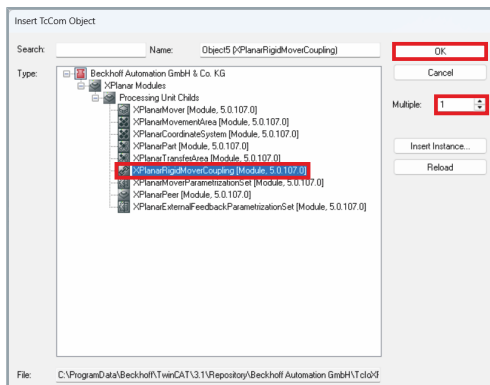 Insert TcCom Object
Search:
Name:
Object5 (XPlanarRigidMoverCoupling)
OK
Type:
Beckhoff Automation GmbH & Co. KG
Cancel
XPlanar Modules
Processing Unit Childs
XPlanarMover [Module, 5.0.107.0]
Multiple:
1
XPlanarMovementArea [Module, 5.0.107.0]
XPlanarCoordinateSystem [Module, 5.0.107.0]
XPlanarPart [Module, 5.0.107.0]
Insert Instance...
XPlanarTransferArea [Module, 5.0.107.0]
XPlanarRigidMoverCoupling [Module, 5.0.107.0]
Reload
XPlanarMoverParametrizationSet [Module, 5.0.107.0]
XPlanarPeer [Module, 5.0.107.0]
XPlanarExternalFeedbackParametrizationSet [Module, 5.0.107.0]
File:
C:\ProgramData\Beckhoff\TwinCAT\3.1\Repository\Beckhoff Automation GmbH\TcIoXF